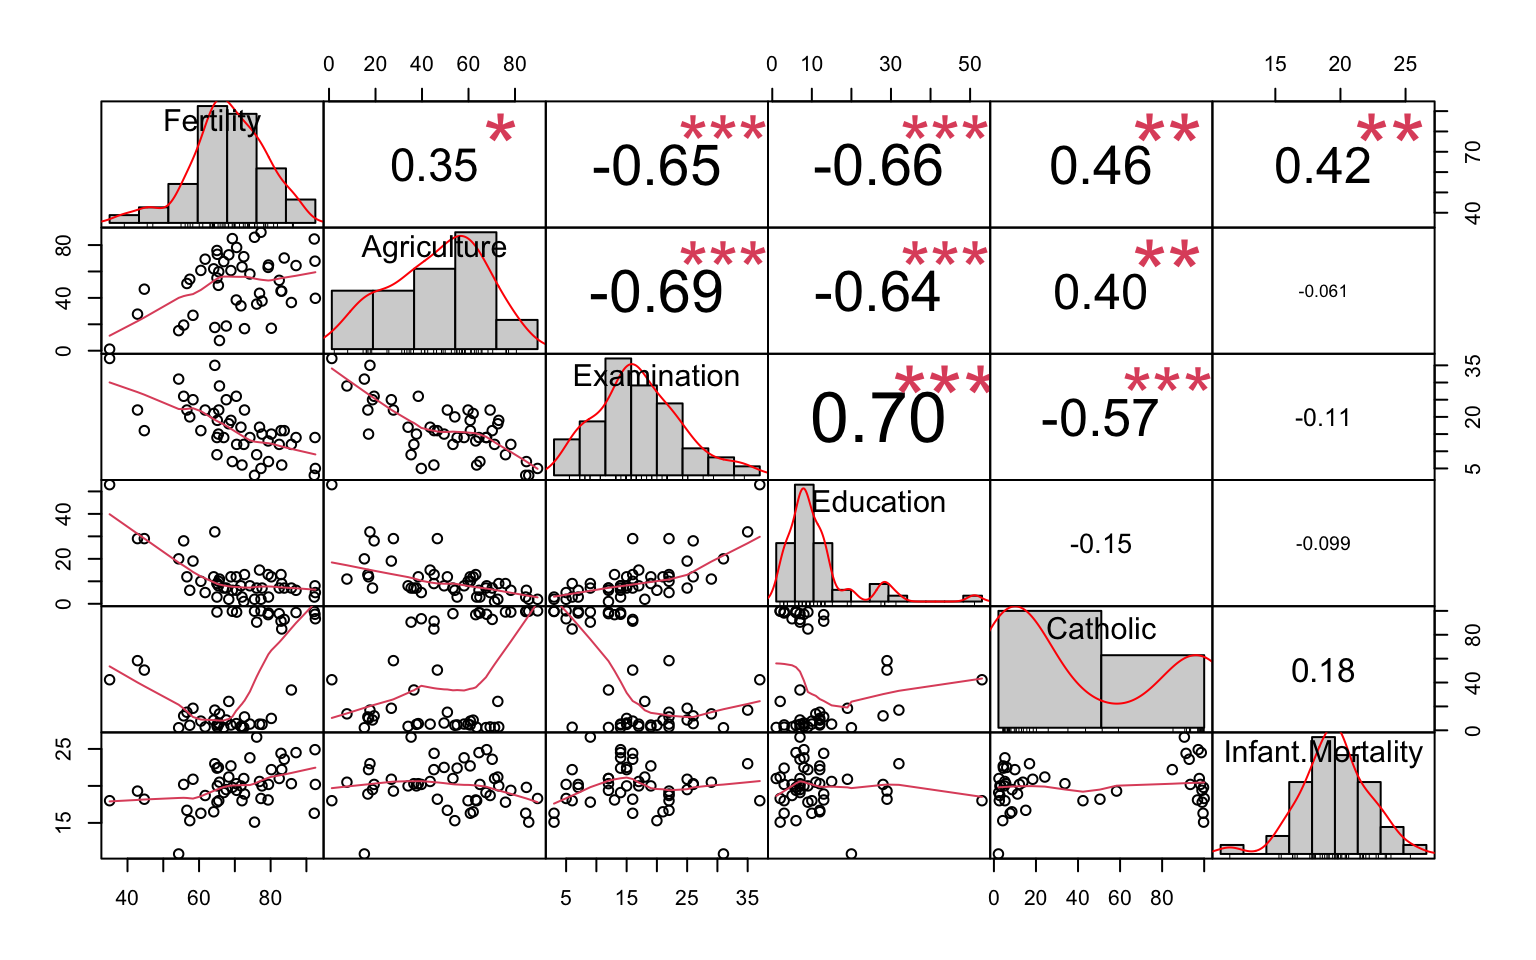 0 20 40 60 80 0 10 30 50 15 20 25
Fertility 0.35 * -0.65 *** -0.66 *** 0.46 ** 0.42 ** 40 70
0 40 80 Agriculture -0.69 *** -0.64 *** 0.40 ** -0.061
Examination 0.70 *** -0.57 *** -0.11 5 20 35
0 20 40 Education -0.15 -0.099
Catholic 0.18 0 40 80
15 25 Infant.Mortality
40 60 80 5 15 25 35 0 20 40 60 80